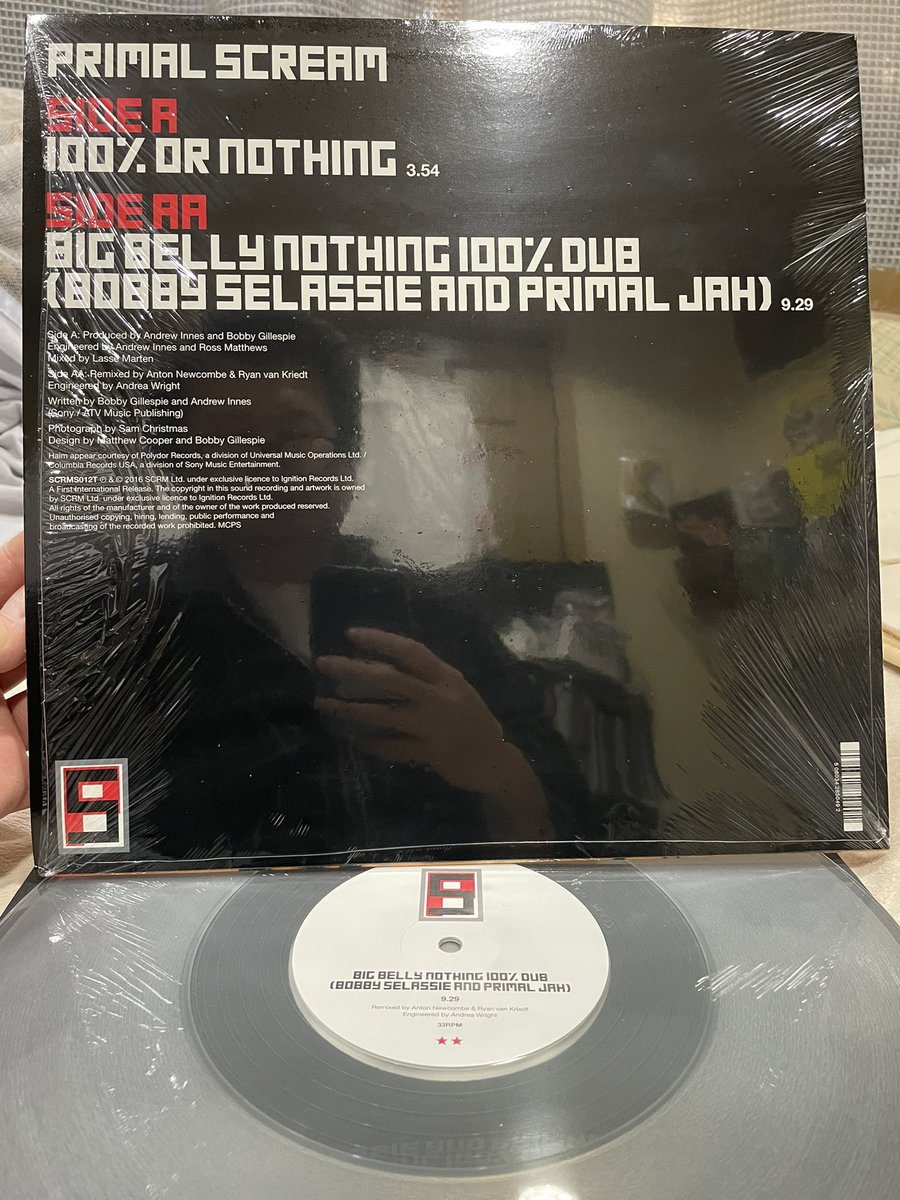 PRIMAL SCREAM
SIDE A
100% OR NOTHING 3.54
SIDE AA
BIG BELLY NOTHING 100% DUB
(BOBBY SELASSIE AND PRIMAL JAH) 9.29
Side A: Produced by Andrew Innes and Bobby Gillespie
Engineered by Andrew Innes and Ross Matthews
Mixed by Lasse Marten
Side AA: Remixed by Anton Newcombe & Ryan van Kriedt
Engineered by Andrea Wright
Written by Bobby Gillespie and Andrew Innes
(Sony / ATV Music Publishing)
Photograph by Sam Christmas
Design by Matthew Cooper and Bobby Gillespie
Haim appear courtesy of Polydor Records, a division of Universal Music Operations Ltd. /
Columbia Records USA, a division of Sony Music Entertainment.
SCRMS012T ℗ & © 2016 SCRM Ltd. under exclusive licence to Ignition Records Ltd.
A First International Release. The copyright in this sound recording and artwork is owned
by SCRM Ltd. under exclusive licence to Ignition Records Ltd.
All rights of the manufacturer and of the owner of the work produced reserved.
Unauthorised copying, hiring, lending, public performance and
broadcasting of the recorded work prohibited. MCPS
BIG BELLY NOTHING 100% DUB
(BOBBY SELASSIE AND PRIMAL JAH)
9.29
Remixed by Anton Newcombe & Ryan van Kriedt
Engineered by Andrea Wright
33RPM